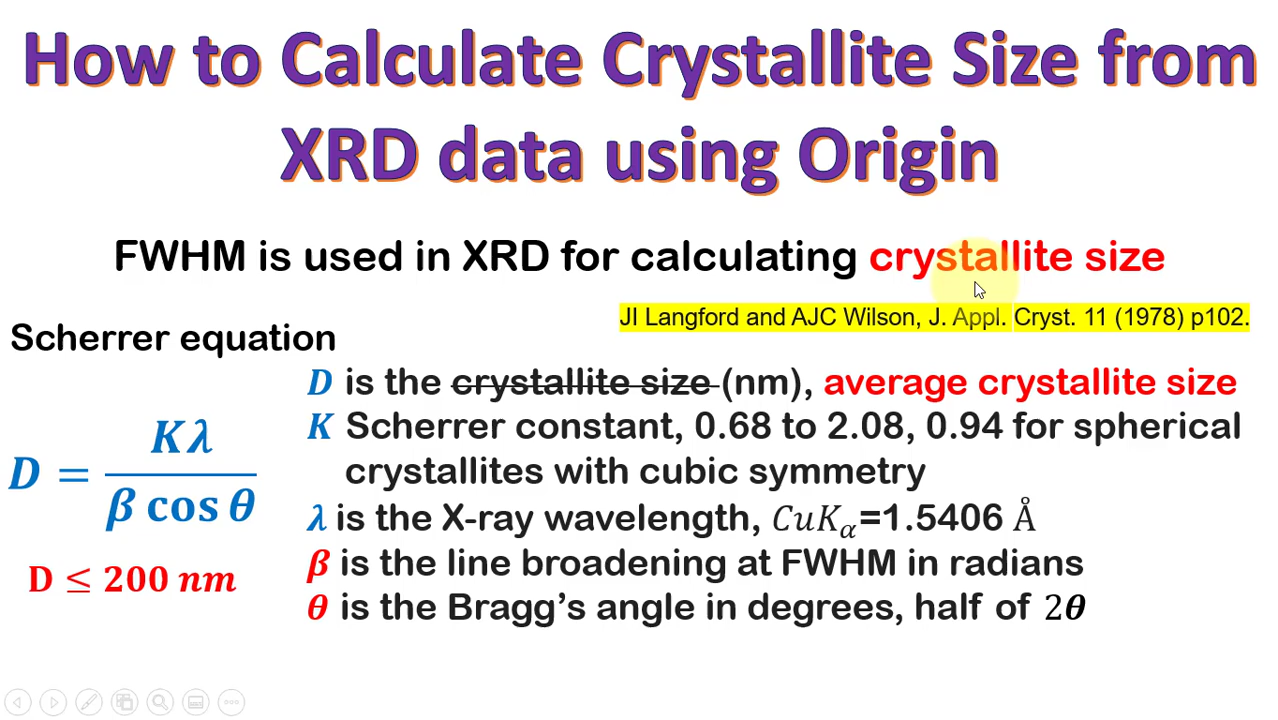 How to Calculate Crystallite Size from
XRD data using Origin
FWHM is used in XRD for calculating crystallite size
JI Langford and AJC Wilson, J. Appl. Cryst. 11 (1978) p102.
Scherrer equation
D = Kλ / β cos θ
D ≤ 200 nm
D is the crystallite size (nm), average crystallite size
K Scherrer constant, 0.68 to 2.08, 0.94 for spherical
crystallites with cubic symmetry
λ is the X-ray wavelength, CuKα=1.5406 Å
β is the line broadening at FWHM in radians
θ is the Bragg’s angle in degrees, half of 2θ